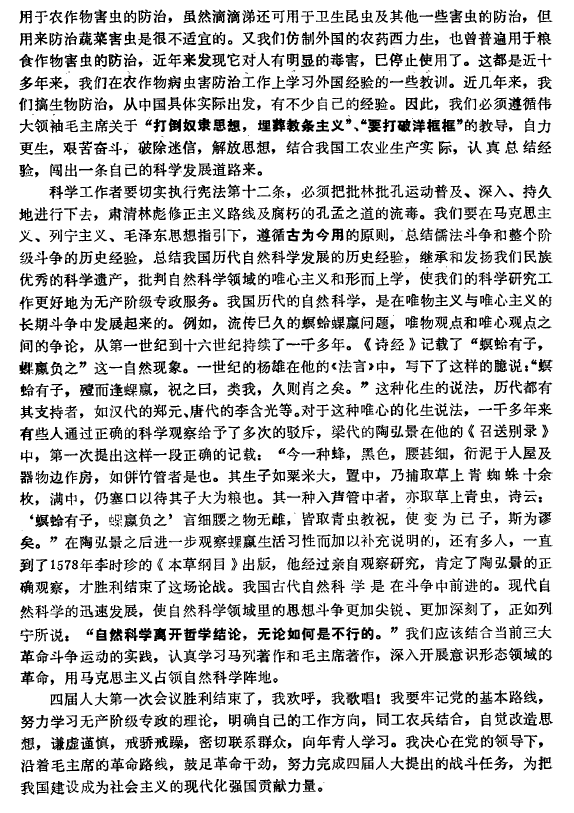 用于农作物害虫的防治，虽然滴滴涕还可用于卫生昆虫及其他一些害虫的防治，但
用来防治蔬菜害虫是很不适宜的。又我们仿制外国的农药西力生，也曾普遍用于粮
食作物害虫的防治，近年来发现它对人有明显的毒害，已停止使用了。这都是近十
多年来，我们在农作物病虫害防治工作上学习外国经验的一些教训。近几年来，我
们搞生物防治，从中国具体实际出发，有不少自己的经验。因此，我们必须遵循伟
大领袖毛主席关于“打倒奴隶思想，埋葬教条主义”、“要打破洋框框”的教导，自力
更生，艰苦奋斗，破除迷信，解放思想，结合我国工农业生产实际，认真总结经
验，闯出一条自己的科学发展道路来。
科学工作者要切实执行宪法第十二条，必须把批林批孔运动普及、深入、持久
地进行下去，肃清林彪修正主义路线及腐朽的孔孟之道的流毒。我们要在马克思主
义、列宁主义、毛泽东思想指引下，遵循古为今用的原则，总结儒法斗争和整个阶
级斗争的历史经验，总结我国历代自然科学发展的历史经验，继承和发扬我们民族
优秀的科学遗产，批判自然科学领域的唯心主义和形而上学，使我们的科学研究工
作更好地为无产阶级专政服务。我国历代的自然科学，是在唯物主义与唯心主义的
长期斗争中发展起来的。例如，流传已久的螟蛉蜾蠃问题，唯物观点和唯心观点之
间的争论，从第一世纪到十六世纪持续了一千多年。《诗经》记载了“螟蛉有子，
蜾蠃负之”这一自然现象。一世纪的杨雄在他的《法言》中，写下了这样的臆说：“螟
蛉有子，殪而逢蜾蠃，祝之曰，类我，久则肖之矣。”这种化生的说法，历代都有
其支持者，如汉代的郑元、唐代的李含光等。对于这种唯心的化生说法，一千多年来
有些人通过正确的科学观察给予了多次的驳斥，梁代的陶弘景在他的《召送别录》
中，第一次提出这样一段正确的记载：“今一种蜂，黑色，腰甚细，衔泥于人屋及
器物边作房，如併竹管者是也。其生子如粟米大，置中，乃捕取草上青蜘蛛十余
枚，满中，仍塞口以待其子大为粮也。其一种入芦管中者，亦取草上青虫，诗云：
‘螟蛉有子，蜾蠃负之’言细腰之物无雌，皆取青虫教祝，使变为己子，斯为谬
矣。”在陶弘景之后进一步观察蜾蠃生活习性而加以补充说明的，还有多人，一直
到了1578年李时珍的《本草纲目》出版，他经过亲自观察研究，肯定了陶弘景的正
确观察，才胜利结束了这场论战。我国古代自然科学是在斗争中前进的。现代自
然科学的迅速发展，使自然科学领域里的思想斗争更加尖锐、更加深刻了，正如列
宁所说：“自然科学离开哲学结论，无论如何是不行的。”我们应该结合当前三大
革命斗争运动的实践，认真学习马列著作和毛主席著作，深入开展意识形态领域的
革命，用马克思主义占领自然科学阵地。
四届人大第一次会议胜利结束了，我欢呼，我歌唱！我要牢记党的基本路线，
努力学习无产阶级专政的理论，明确自己的工作方向，同工农兵结合，自觉改造思
想，谦虚谨慎，戒骄戒躁，密切联系群众，向年青人学习。我决心在党的领导下，
沿着毛主席的革命路线，鼓足革命干劲，努力完成四届人大提出的战斗任务，为把
我国建设成为社会主义的现代化强国贡献力量。